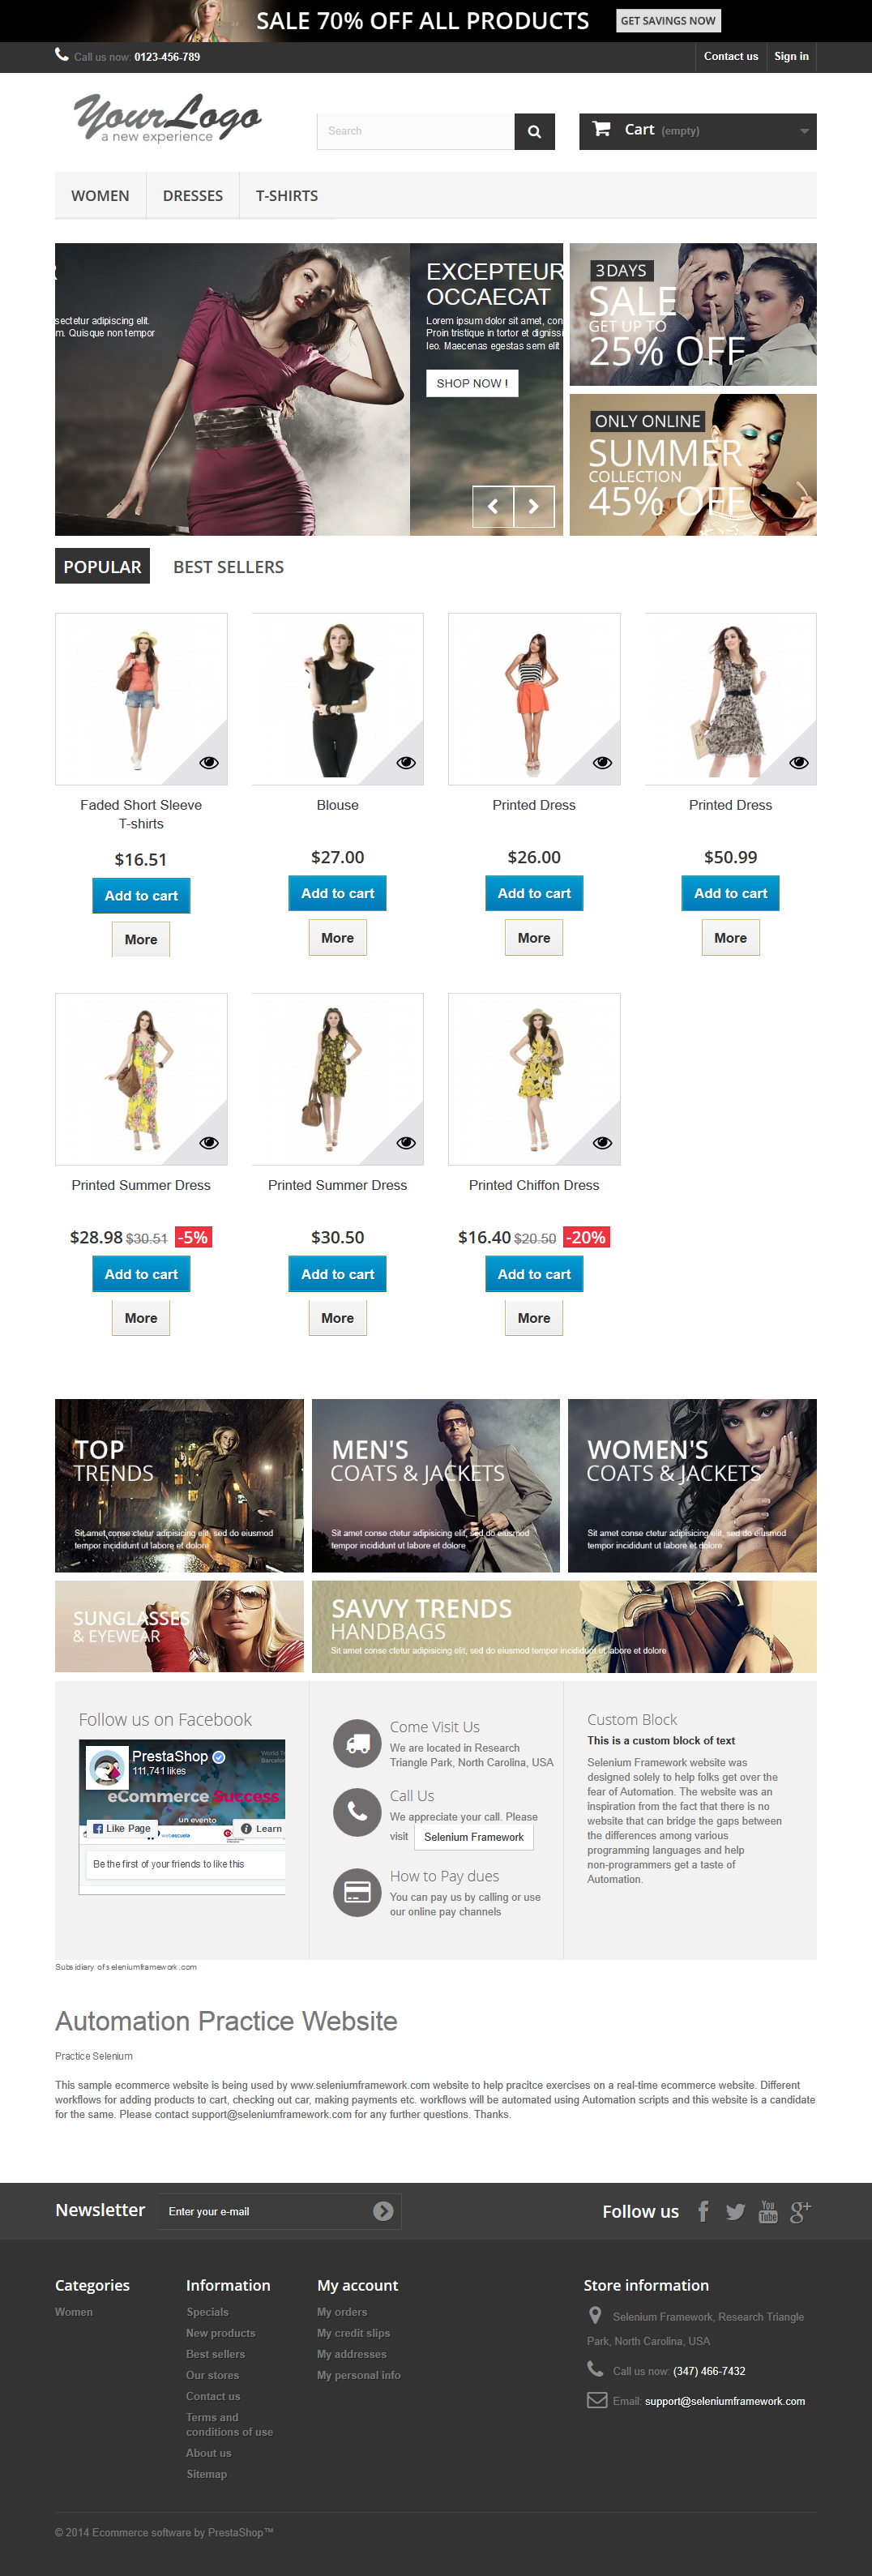 SALE 70% OFF ALL PRODUCTS GET SAVINGS NOW
Call us now: 0123-456-789 Contact us Sign in
YourLogo
a new experience
Search
Cart (empty)
WOMEN DRESSES T-SHIRTS
R
sectetur adipiscing elit.
m. Quisque non tempor
EXCEPTEUR
OCCAECAT
Lorem ipsum dolor sit amet, con
Proin tristique in tortor et dignissi
leo. Maecenas egestas sem elit
SHOP NOW !
3DAYS
SALE
GET UP TO
25% OFF
ONLY ONLINE
SUMMER
COLLECTION
45% OFF
POPULAR BEST SELLERS
Faded Short Sleeve
T-shirts
$16.51
Add to cart
More
Blouse
$27.00
Add to cart
More
Printed Dress
$26.00
Add to cart
More
Printed Dress
$50.99
Add to cart
More
Printed Summer Dress
$28.98 $30.51 -5%
Add to cart
More
Printed Summer Dress
$30.50
Add to cart
More
Printed Chiffon Dress
$16.40 $20.50 -20%
Add to cart
More
TOP
TRENDS
Sit amet conse ctetur adipisicing elit, sed do eiusmod
tempor incididunt ut labore et dolore
MEN'S
COATS & JACKETS
Sit amet conse ctetur adipisicing elit, sed do eiusmod
tempor incididunt ut labore et dolore
WOMEN'S
COATS & JACKETS
Sit amet conse ctetur adipisicing elit, sed do eiusmod
tempor incididunt ut labore et dolore
SUNGLASSES
& EYEWEAR
SAVVY TRENDS
HANDBAGS
Sit amet conse ctetur adipisicing elit, sed do eiusmod tempor incididunt ut labore et dolore
Follow us on Facebook
PrestaShop
111,741 likes
World T
Barcelon
eCommerce Success
un evento
Like Page
Learn
webescuela
Be the first of your friends to like this
Come Visit Us
We are located in Research
Triangle Park, North Carolina, USA
Call Us
We appreciate your call. Please
visit Selenium Framework
How to Pay dues
You can pay us by calling or use
our online pay channels
Custom Block
This is a custom block of text
Selenium Framework website was
designed solely to help folks get over the
fear of Automation. The website was an
inspiration from the fact that there is no
website that can bridge the gaps between
the differences among various
programming languages and help
non-programmers get a taste of
Automation.
Subsidiary of seleniumframework.com
Automation Practice Website
Practice Selenium
This sample ecommerce website is being used by www.seleniumframework.com website to help pracitce exercises on a real-time ecommerce website. Different
workflows for adding products to cart, checking out car, making payments etc. workflows will be automated using Automation scripts and this website is a candidate
for the same. Please contact support@seleniumframework.com for any further questions. Thanks.
Newsletter
Enter your e-mail
Follow us
You
Tube
g+
Categories
Women
Information
Specials
New products
Best sellers
Our stores
Contact us
Terms and
conditions of use
About us
Sitemap
My account
My orders
My credit slips
My addresses
My personal info
Store information
Selenium Framework, Research Triangle
Park, North Carolina, USA
Call us now: (347) 466-7432
Email: support@seleniumframework.com
© 2014 Ecommerce software by PrestaShop™